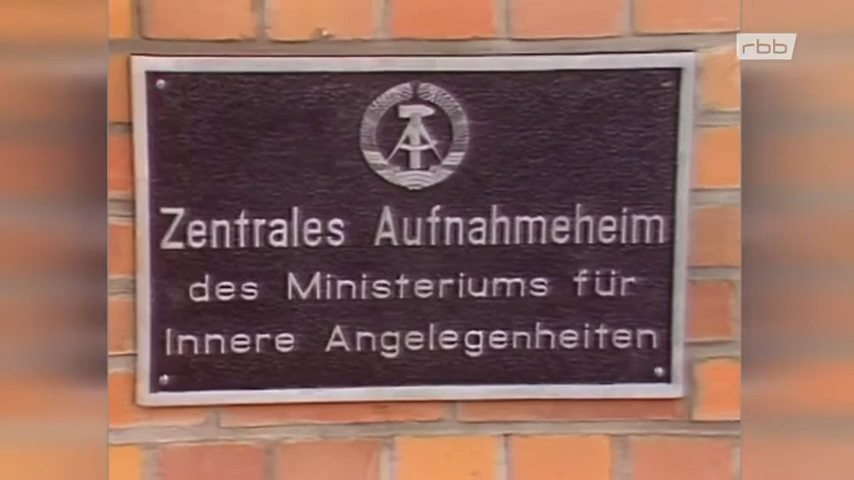 rbb
Zentrales Aufnahmeheim
des Ministeriums für
Innere Angelegenheiten